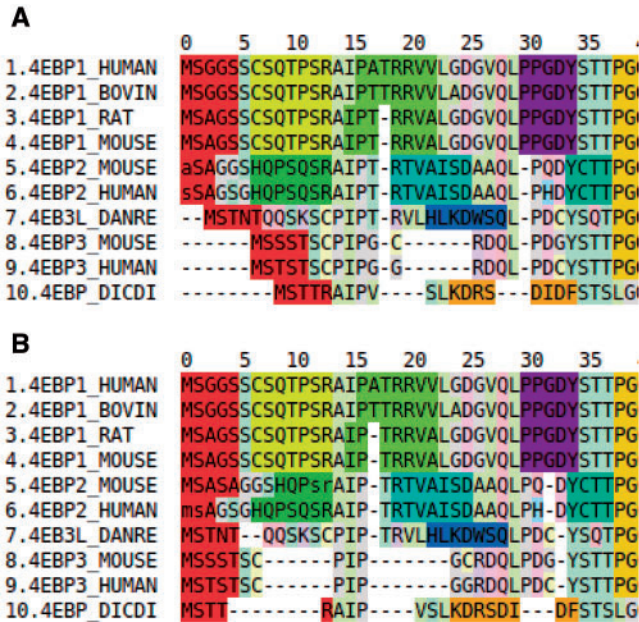 A
0 5 10 15 20 25 30 35
1.4EBP1_HUMAN MSGGSSCSQTPSRAIPATRRVVLGDGVQLPPGDYSTTPG
2.4EBP1_BOVIN MSGGSSCSQTPSRAIPTTRRVVLADGVQLPPGDYSTTPG
3.4EBP1_RAT MSAGSSCSQTPSRAIPT-RRVALGDGVQLPPGDYSTTPG
4.4EBP1_MOUSE MSAGSSCSQTPSRAIPT-RRVALGDGVQLPPGDYSTTPG
5.4EBP2_MOUSE aSAGGSHQPSQSRAIPT-RTVAISDAAQL-PQDYCTTPG
6.4EBP2_HUMAN sSAGSGHQPSQSRAIPT-RTVAISDAAQL-PHDYCTTPG
7.4EB3L_DANRE --MSTNTQQSKSCPIPT-RVLHLKDWSQL-PDCYSQTPG
8.4EBP3_MOUSE ------MSSSTSCPIPG-C------RDQL-PDGYSTTPG
9.4EBP3_HUMAN ------MSTSTSCPIPG-G------RDQL-PDCYSTTPG
10.4EBP_DICDI --------MSTTRAIPV----SLKDRS---DIDFSTSLG
B
0 5 10 15 20 25 30 35
1.4EBP1_HUMAN MSGGSSCSQTPSRAIPATRRVVLGDGVQLPPGDYSTTPG
2.4EBP1_BOVIN MSGGSSCSQTPSRAIPTTRRVVLADGVQLPPGDYSTTPG
3.4EBP1_RAT MSAGSSCSQTPSRAIP-TRRVALGDGVQLPPGDYSTTPG
4.4EBP1_MOUSE MSAGSSCSQTPSRAIP-TRRVALGDGVQLPPGDYSTTPG
5.4EBP2_MOUSE MSASAGGSHQPsrAIP-TRTVAISDAAQLPQ-DYCTTPG
6.4EBP2_HUMAN msAGSGHQPSQSRAIP-TRTVAISDAAQLPH-DYCTTPG
7.4EB3L_DANRE MSTNT--QQSKSCPIP-TRVLHLKDWSQLPDC-YSQTPG
8.4EBP3_MOUSE MSSSTSC------PIP-------GCRDQLPDG-YSTTPG
9.4EBP3_HUMAN MSTSTSC------PIP-------GGRDQLPDC-YSTTPG
10.4EBP_DICDI MSTT--------RAIP----VSLKDRSDI---DFSTSLG